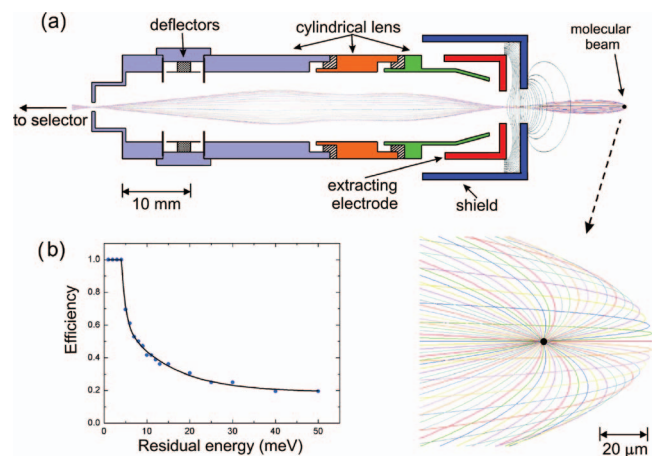 (a)
deflectors
cylindrical lens
molecular
beam
to selector
10 mm
extracting
electrode
shield
(b)
Efficiency
1.0
0.8
0.6
0.4
0.2
0.0
0 10 20 30 40 50
Residual energy (meV)
20 µm